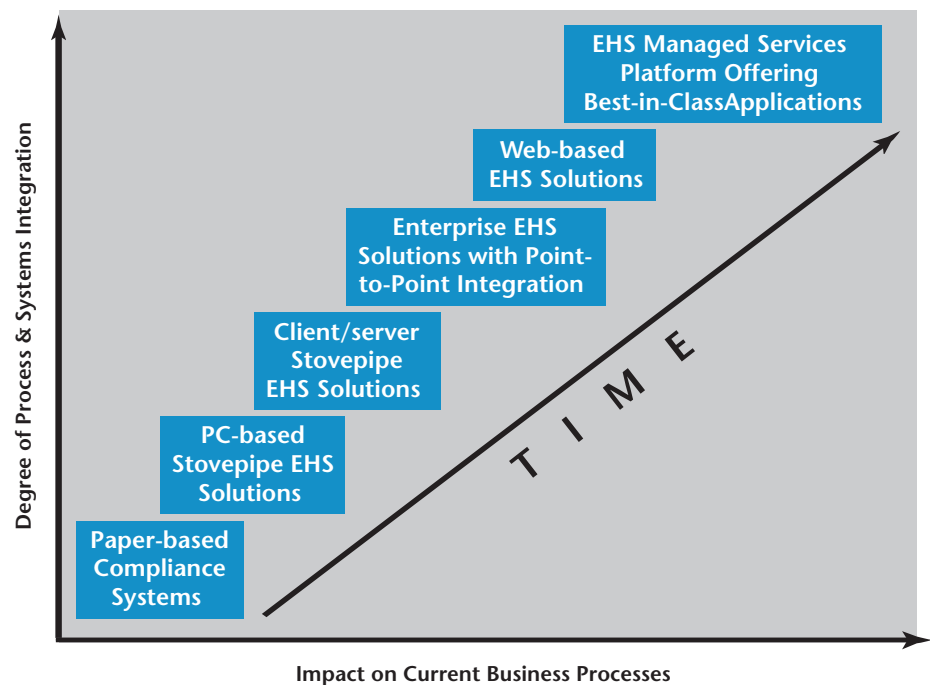 EHS Managed Services
Platform Offering
Best-in-ClassApplications
Web-based
EHS Solutions
Enterprise EHS
Solutions with Point-
to-Point Integration
Client/server
Stovepipe
EHS Solutions
PC-based
Stovepipe EHS
Solutions
Paper-based
Compliance
Systems
TIME
Degree of Process & Systems Integration
Impact on Current Business Processes